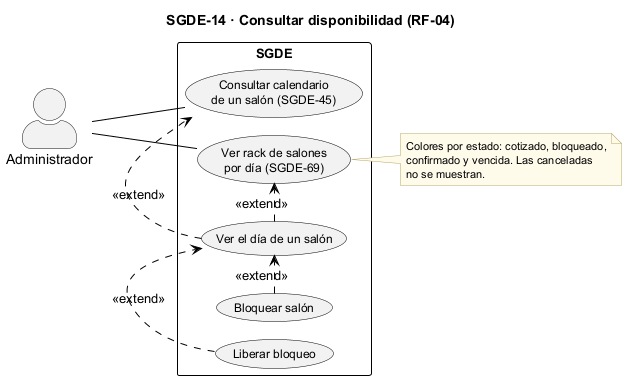 SGDE-14 · Consultar disponibilidad (RF-04)
SGDE
Consultar calendario
de un salón (SGDE-45)
Administrador
Ver rack de salones
por día (SGDE-69)
Colores por estado: cotizado, bloqueado,
confirmado y vencida. Las canceladas
no se muestran.
«extend»
«extend»
Ver el día de un salón
«extend»
«extend»
Bloquear salón
Liberar bloqueo